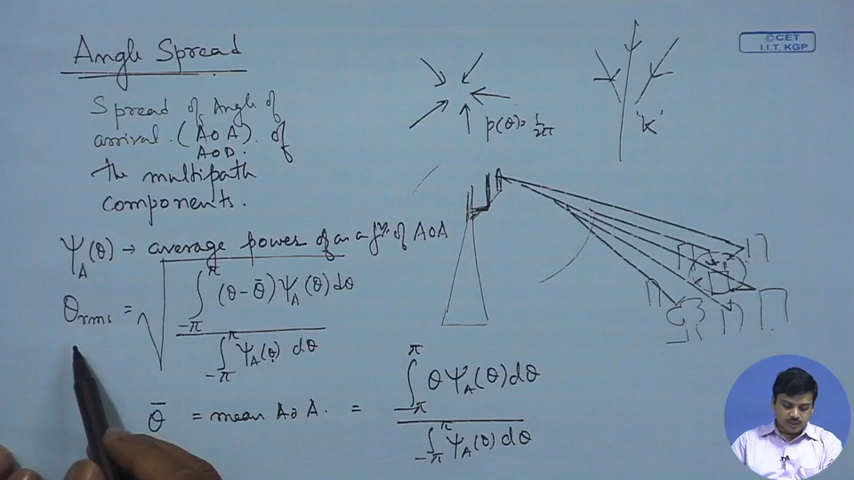 Angle Spread
©CET
I.I.T. KGP
Spread of Angle of
arrival. (AoA). of
AOD.
the multipath
components.
p(θ) = 1/2π
'K'
Ψ_A(θ) → average power of as a fⁿ of AoA
θ_rms = √( ∫_{-π}^{π} (θ-θ̄) Ψ_A(θ) dθ / ∫_{-π}^{π} Ψ_A(θ) dθ )
θ̄ = mean AoA. = ∫_{-π}^{π} θ Ψ_A(θ) dθ / ∫_{-π}^{π} Ψ_A(θ) dθ